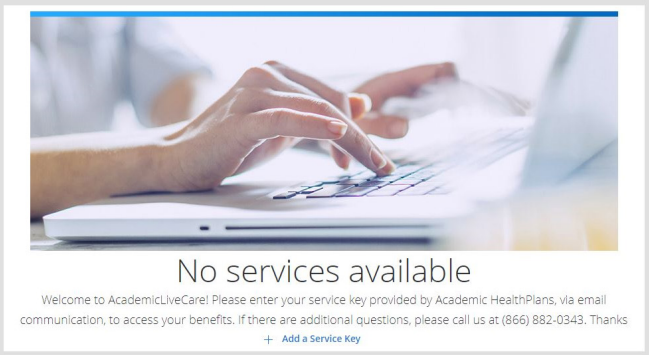 No services available
Welcome to AcademicLiveCare! Please enter your service key provided by Academic HealthPlans, via email
communication, to access your benefits. If there are additional questions, please call us at (866) 882-0343. Thanks
+ Add a Service Key